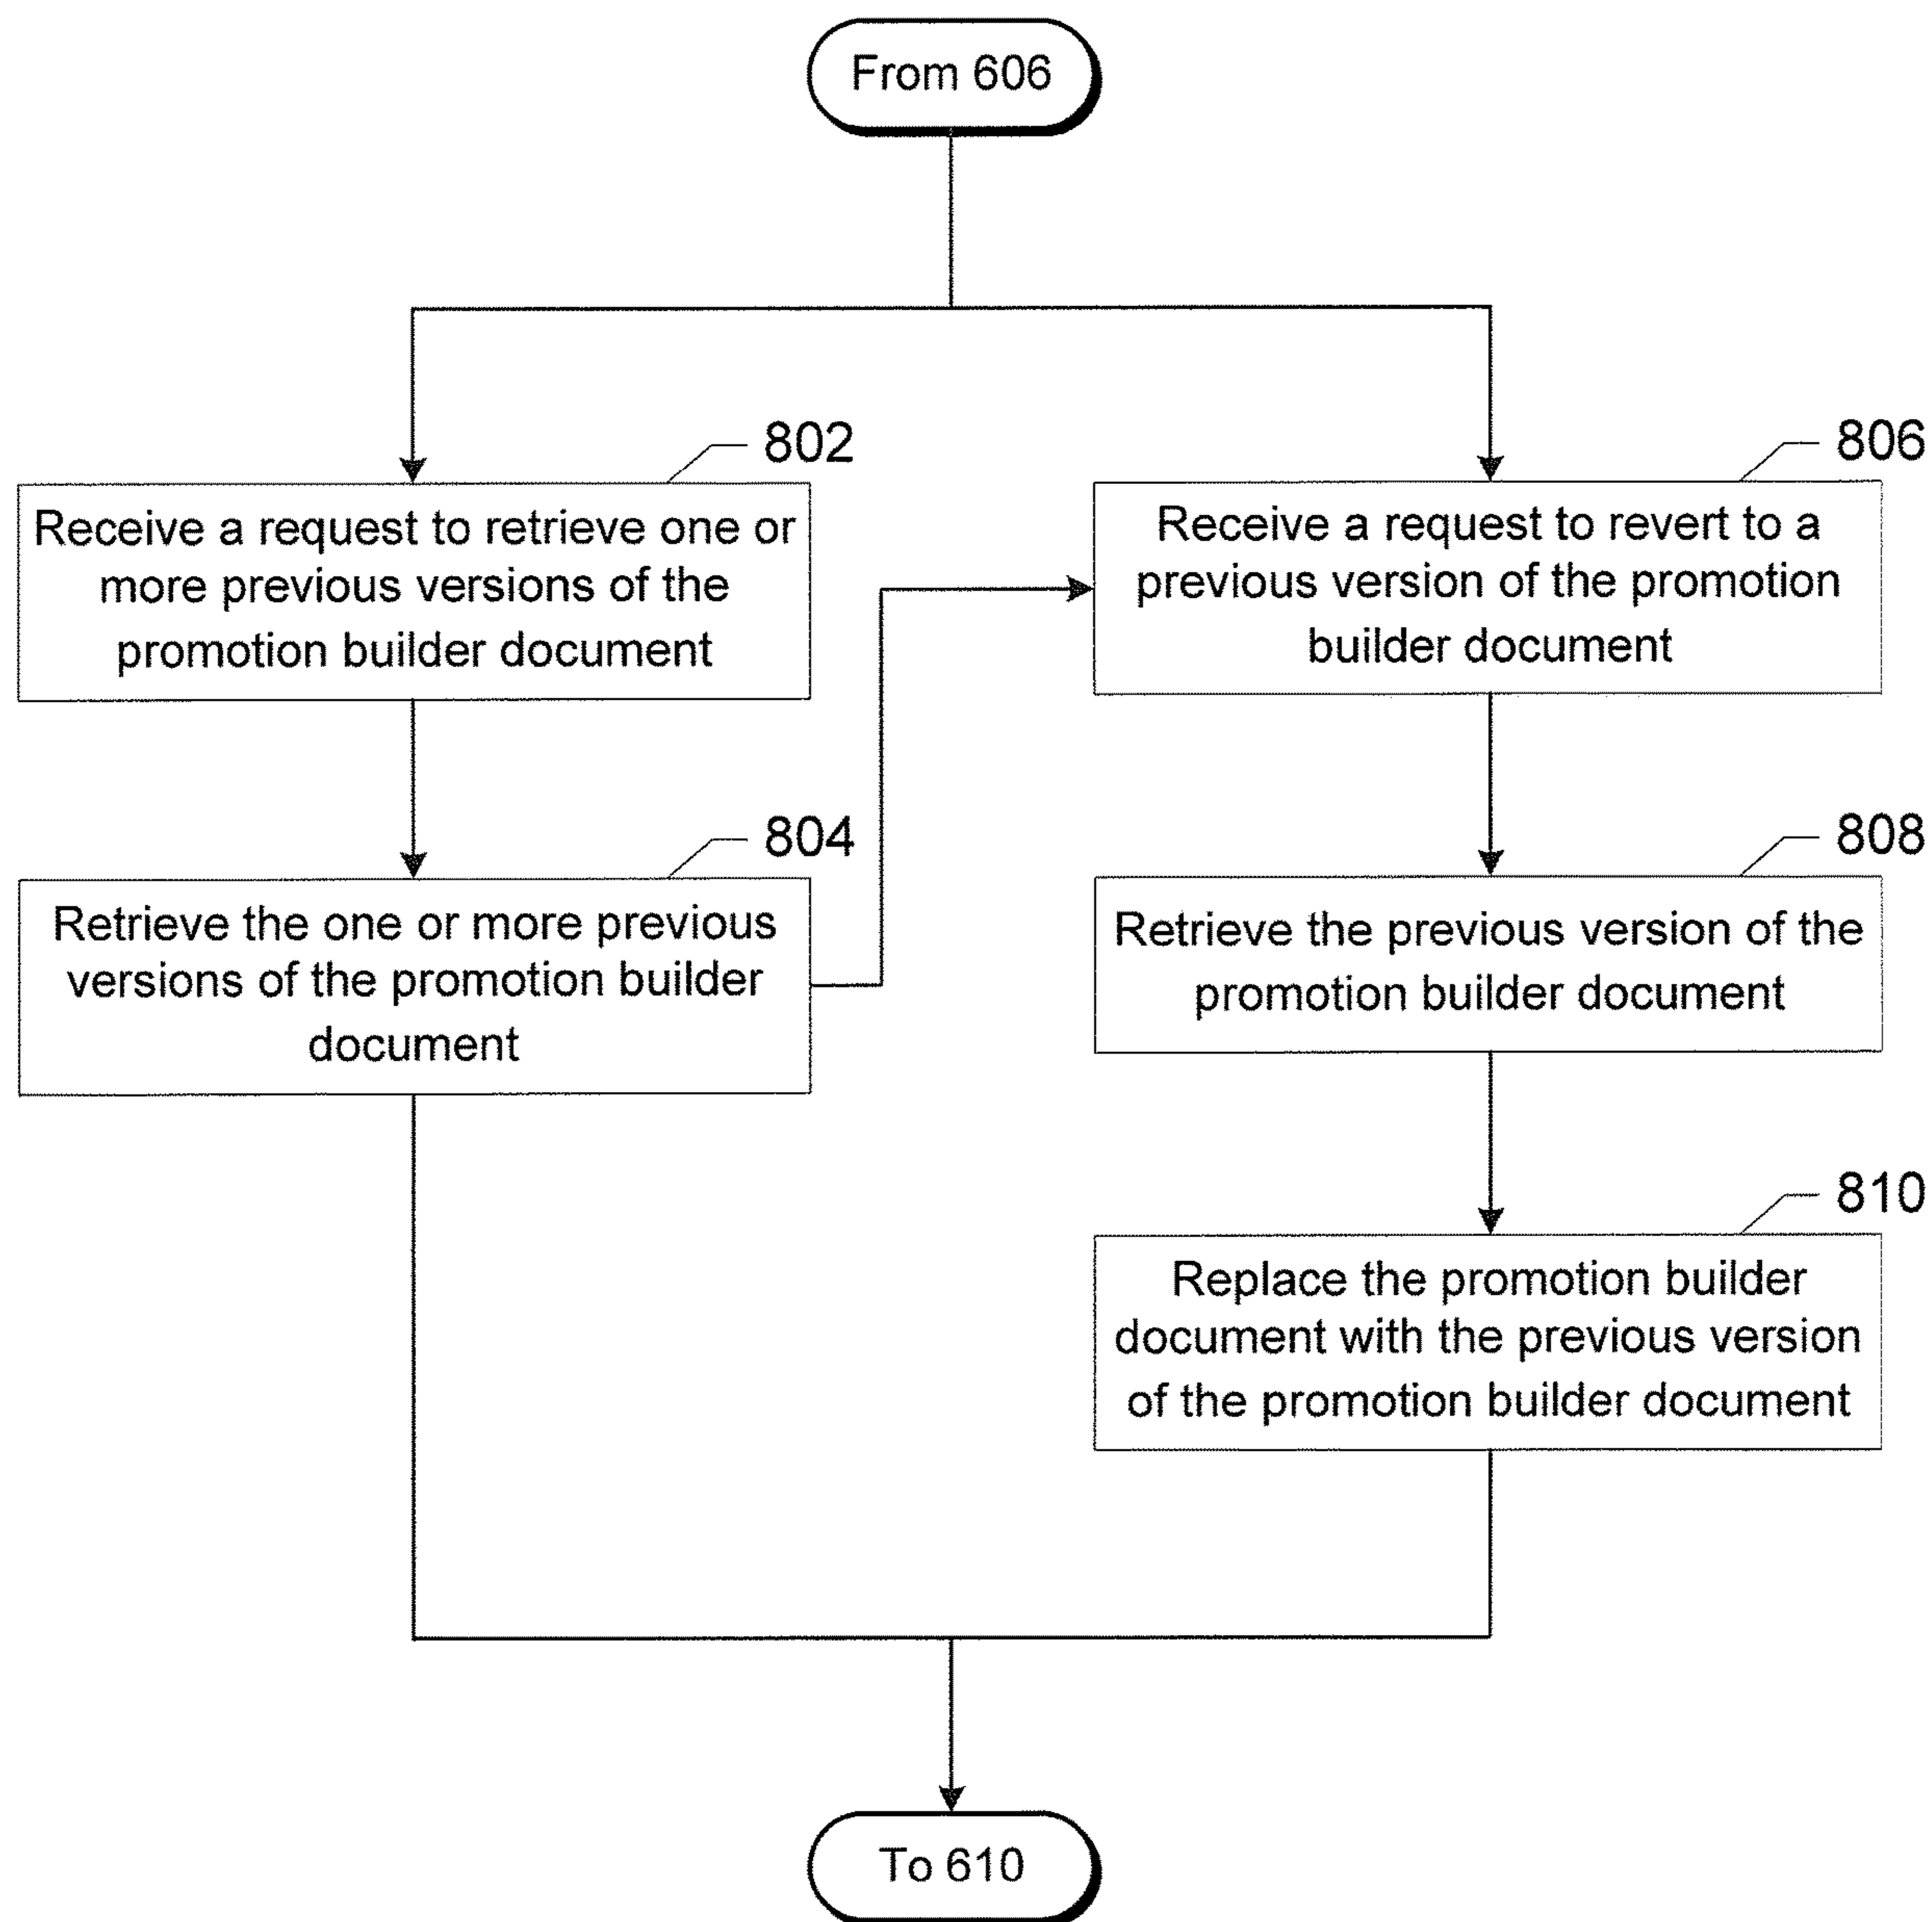 From 606
802
Receive a request to retrieve one or
more previous versions of the
promotion builder document
804
Retrieve the one or more previous
versions of the promotion builder
document
806
Receive a request to revert to a
previous version of the promotion
builder document
808
Retrieve the previous version of the
promotion builder document
810
Replace the promotion builder
document with the previous version
of the promotion builder document
To 610